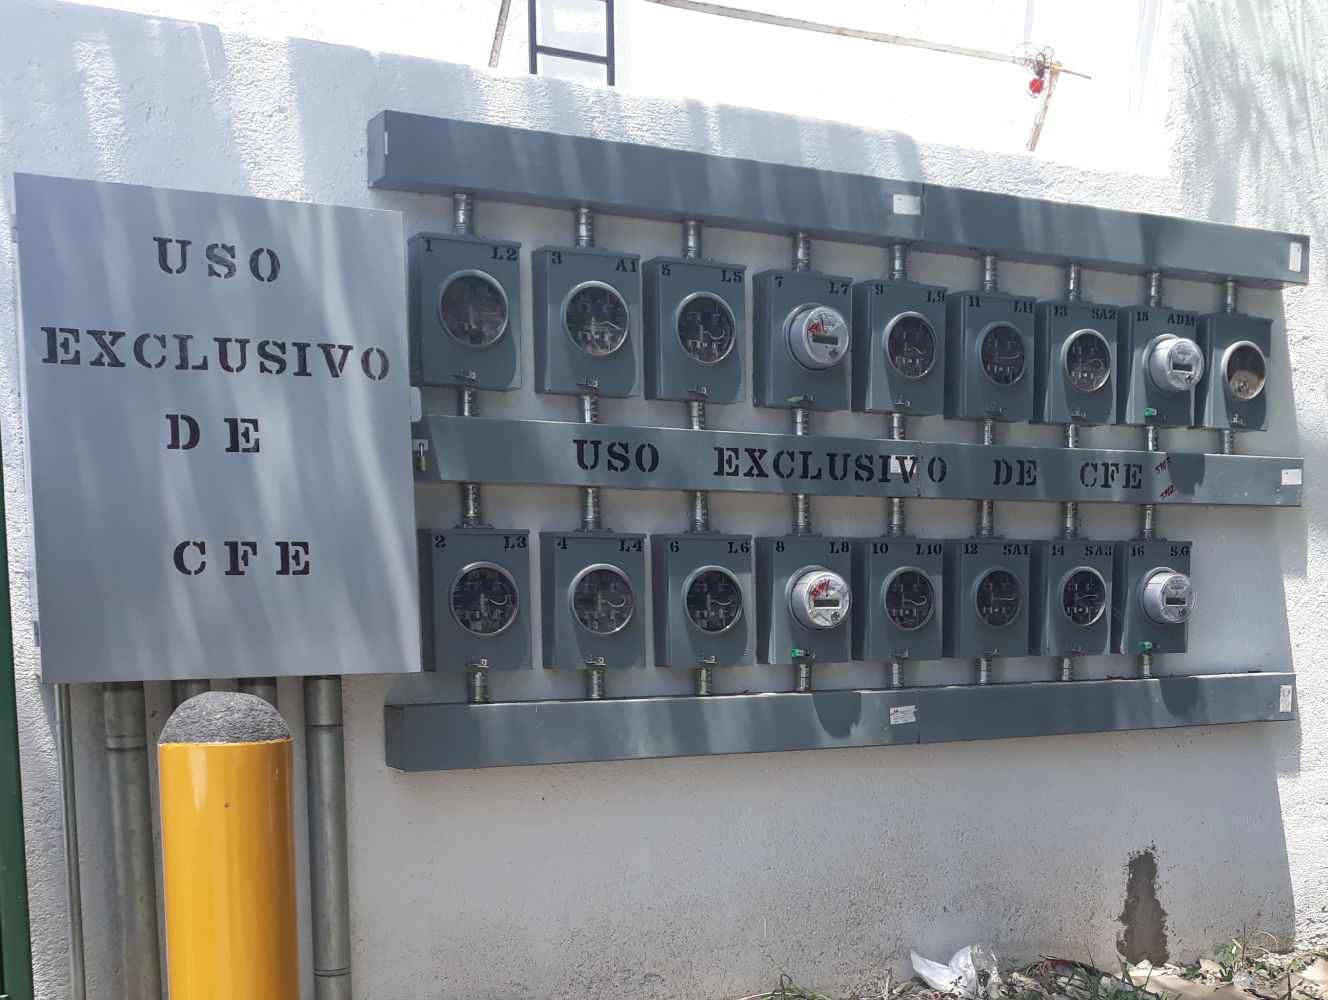 USO
EXCLUSIVO
DE
CFE
1 L2
3 A1
5 L5
7 L7
9 L9
11 L11
13 SA2
15 ADM
USO EXCLUSIVO DE CFE
2 L3
4 L4
6 L6
8 L8
10 L10
12 SA1
14 SA3
16 S.G